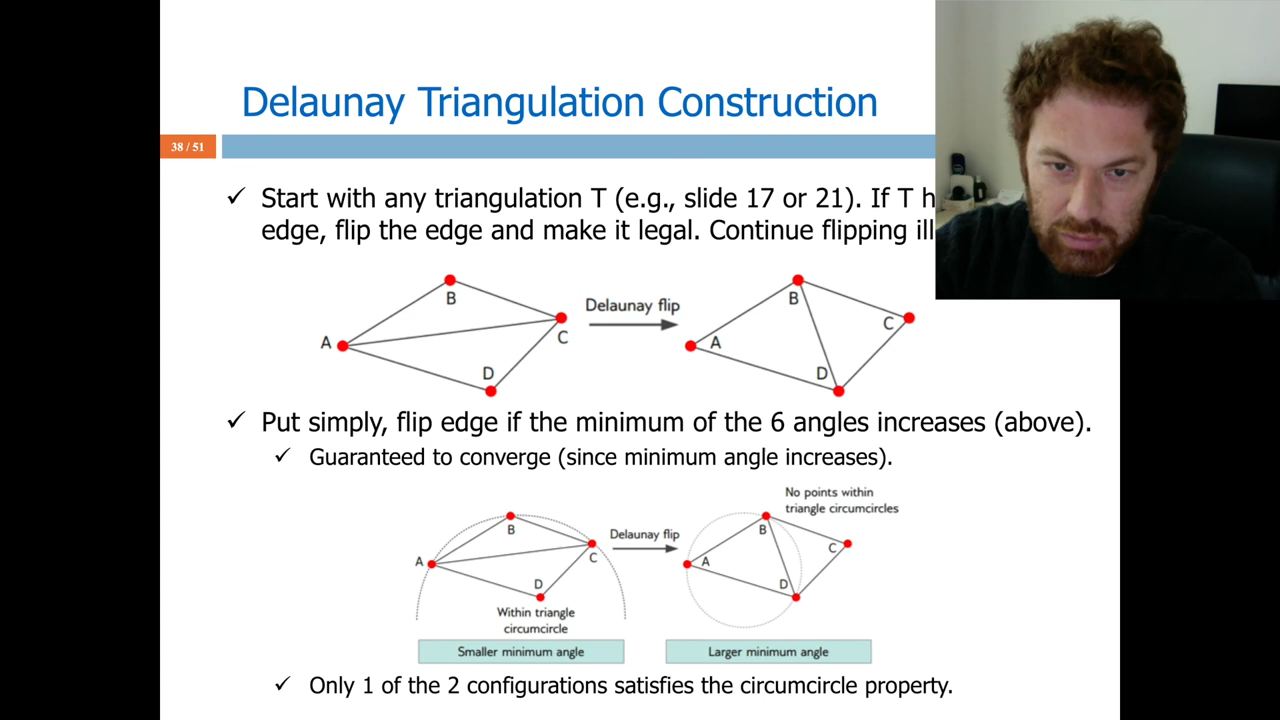 Delaunay Triangulation Construction
38 / 51
✓ Start with any triangulation T (e.g., slide 17 or 21). If T h
edge, flip the edge and make it legal. Continue flipping ill
B
Delaunay flip
B
A
C
A
C
D
D
✓ Put simply, flip edge if the minimum of the 6 angles increases (above).
✓ Guaranteed to converge (since minimum angle increases).
No points within
triangle circumcircles
B
Delaunay flip
B
A
C
A
C
D
D
Within triangle
circumcircle
Smaller minimum angle
Larger minimum angle
✓ Only 1 of the 2 configurations satisfies the circumcircle property.